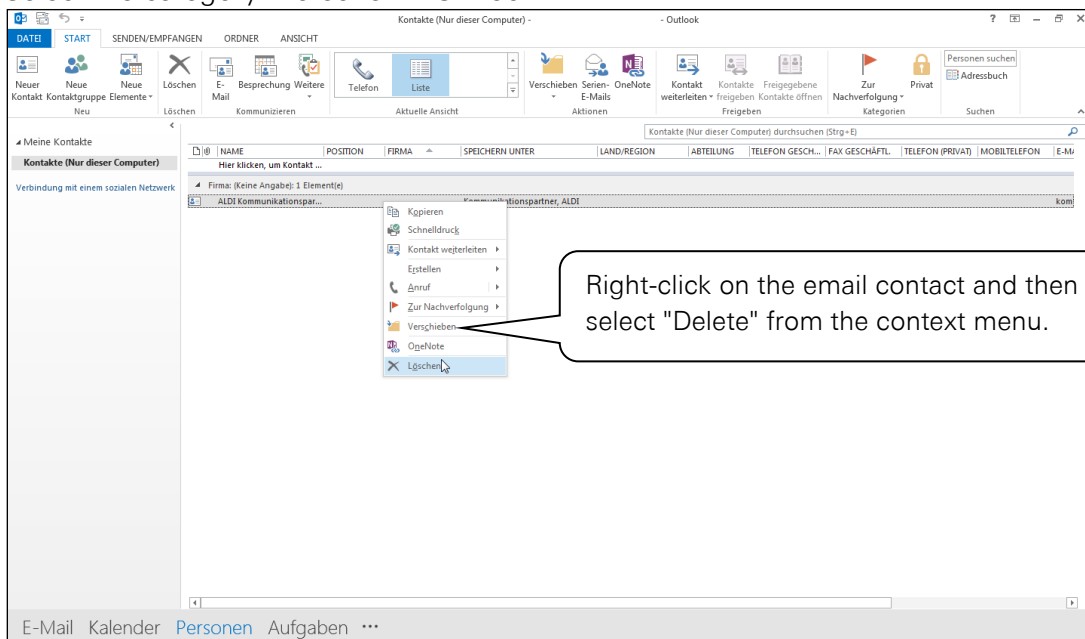 Kontakte (Nur dieser Computer) - - Outlook
DATEI START SENDEN/EMPFANGEN ORDNER ANSICHT
Neuer Kontakt
Neue Kontaktgruppe
Neue Elemente
Löschen
E-Mail
Besprechung
Weitere
Telefon
Liste
Verschieben
Serien-E-Mails
OneNote
Kontakt weiterleiten
Kontakte freigeben
Freigegebene Kontakte öffnen
Zur Nachverfolgung
Privat
Personen suchen
Adressbuch
Neu Löschen Kommunizieren Aktuelle Ansicht Aktionen Freigeben Kategorien Suchen
Kontakte (Nur dieser Computer) durchsuchen (Strg+E)
Meine Kontakte
Kontakte (Nur dieser Computer)
Verbindung mit einem sozialen Netzwerk
NAME POSITION FIRMA SPEICHERN UNTER LAND/REGION ABTEILUNG TELEFON GESCH... FAX GESCHÄFTL. TELEFON (PRIVAT) MOBILTELEFON
Hier klicken, um Kontakt ...
Firma: (Keine Angabe): 1 Element(e)
ALDI Kommunikationspar... Kommunikationspartner, ALDI
Kopieren
Schnelldruck
Kontakt weiterleiten
Erstellen
Anruf
Zur Nachverfolgung
Verschieben
OneNote
Löschen
Right-click on the email contact and then
select "Delete" from the context menu.
E-Mail Kalender Personen Aufgaben ···